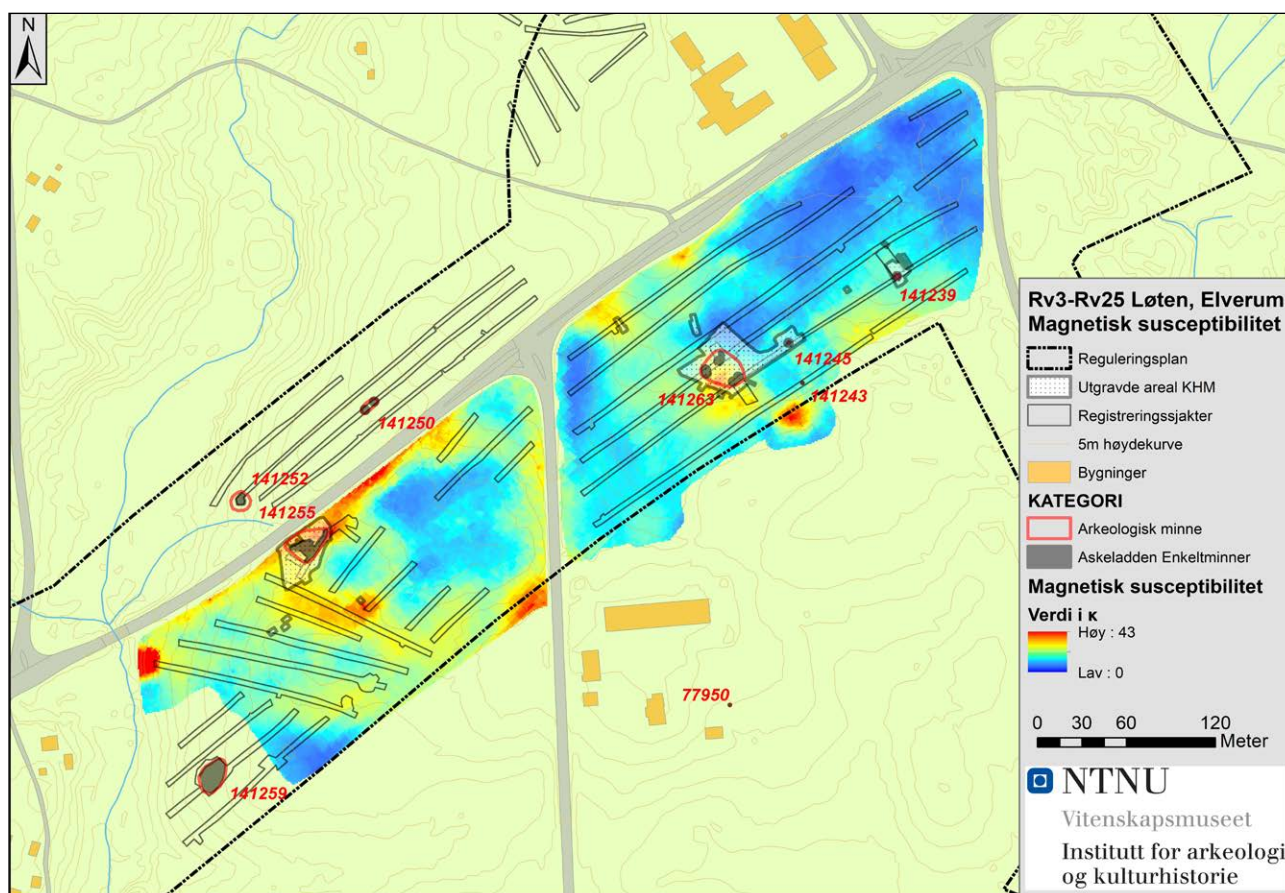 N
141239
141245
141263
141243
141250
141252
141255
77950
141259
Rv3-Rv25 Løten, Elverum
Magnetisk susceptibilitet
Reguleringsplan
Utgravde areal KHM
Registreringssjakter
5m høydekurve
Bygninger
KATEGORI
Arkeologisk minne
Askeladden Enkeltminner
Magnetisk susceptibilitet
Verdi i κ
Høy : 43
Lav : 0
0 30 60 120
Meter
NTNU
Vitenskapsmuseet
Institutt for arkeologi
og kulturhistorie